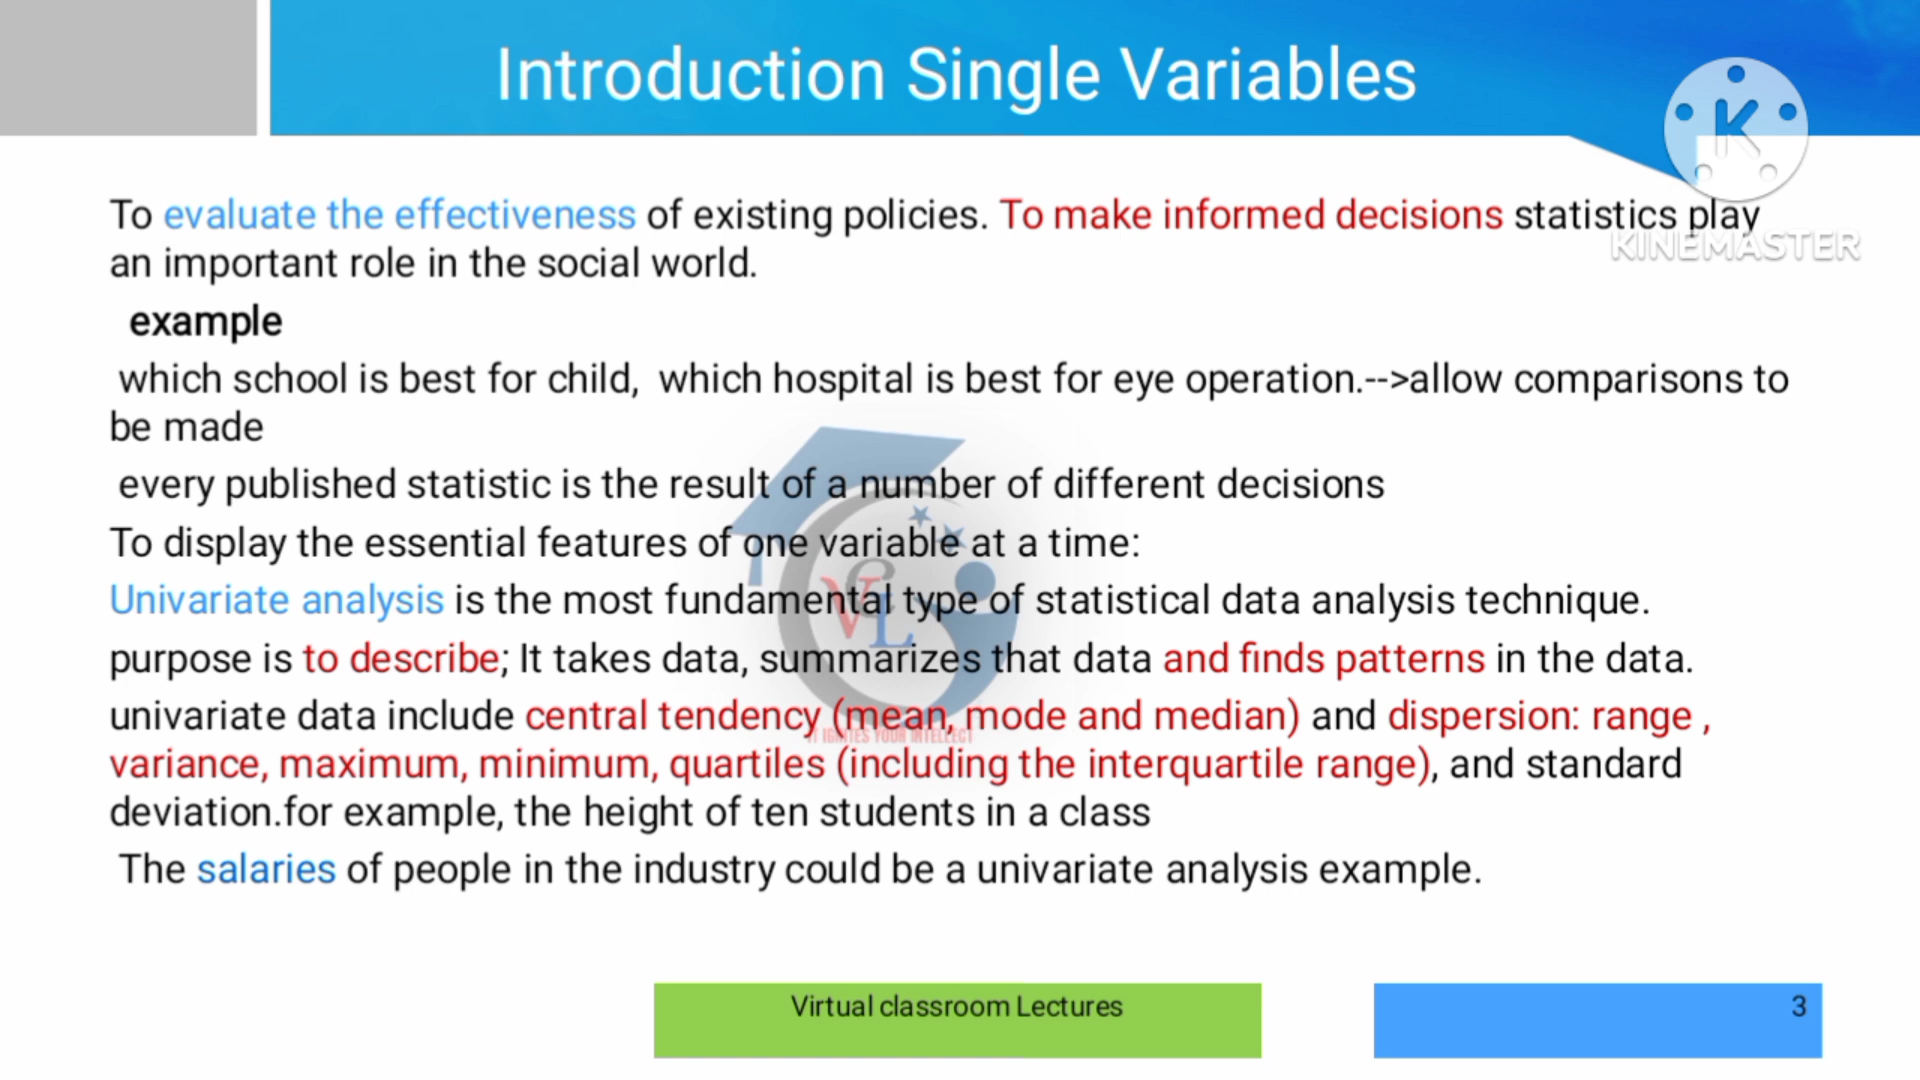 Introduction Single Variables
K
KINEMASTER
To evaluate the effectiveness of existing policies. To make informed decisions statistics play
an important role in the social world.
example
which school is best for child, which hospital is best for eye operation.-->allow comparisons to
be made
every published statistic is the result of a number of different decisions
To display the essential features of one variable at a time:
Univariate analysis is the most fundamental type of statistical data analysis technique.
purpose is to describe; It takes data, summarizes that data and finds patterns in the data.
univariate data include central tendency (mean, mode and median) and dispersion: range ,
variance, maximum, minimum, quartiles (including the interquartile range), and standard
deviation.for example, the height of ten students in a class
The salaries of people in the industry could be a univariate analysis example.
VCL
IT IGNITES YOUR INTELLECT
Virtual classroom Lectures
3